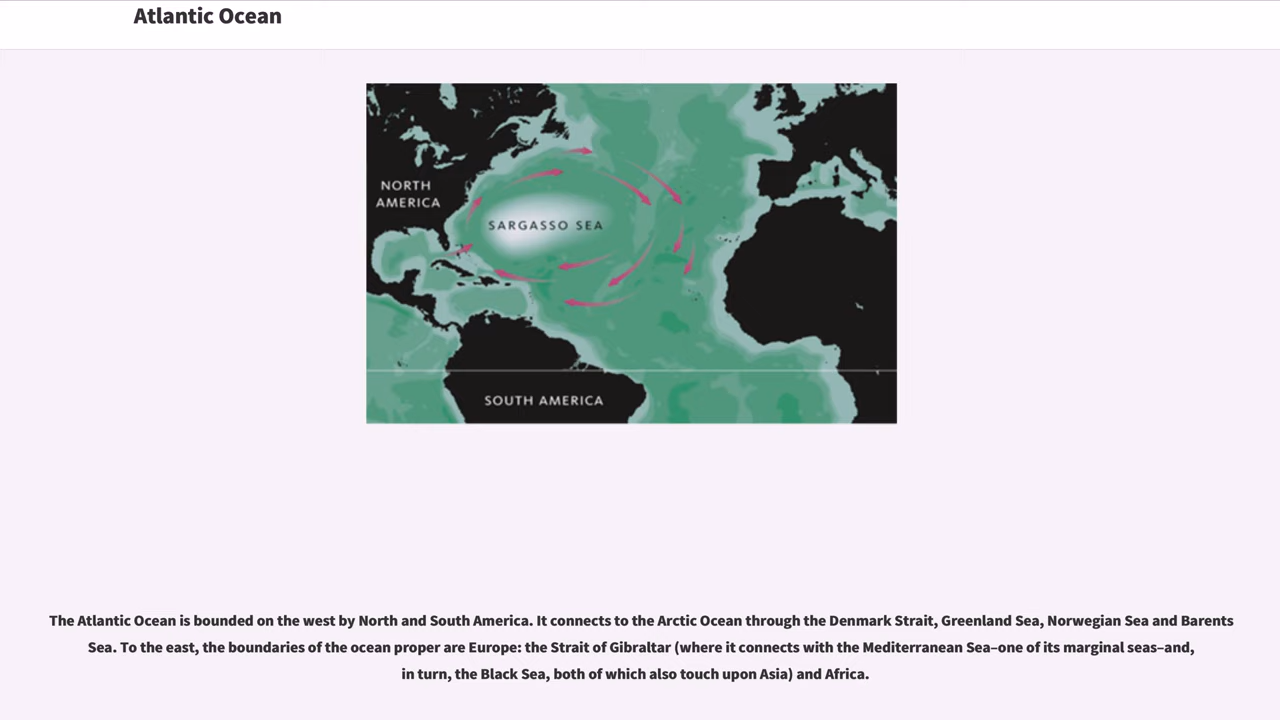 Atlantic Ocean
NORTH
AMERICA
SARGASSO SEA
SOUTH AMERICA
The Atlantic Ocean is bounded on the west by North and South America. It connects to the Arctic Ocean through the Denmark Strait, Greenland Sea, Norwegian Sea and Barents
Sea. To the east, the boundaries of the ocean proper are Europe: the Strait of Gibraltar (where it connects with the Mediterranean Sea–one of its marginal seas–and,
in turn, the Black Sea, both of which also touch upon Asia) and Africa.